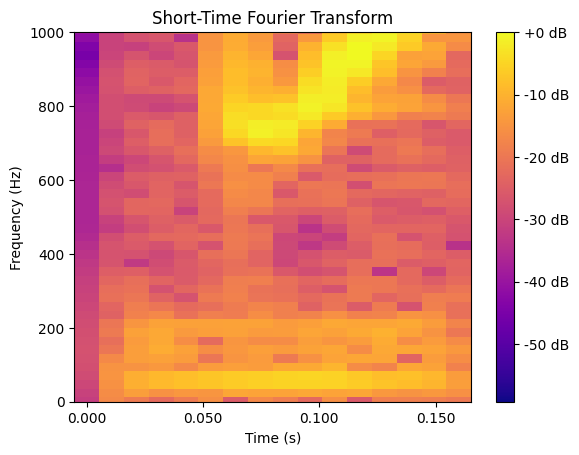 Short-Time Fourier Transform
1000
800
600
400
200
0
Frequency (Hz)
0.000
0.050
0.100
0.150
Time (s)
+0 dB
-10 dB
-20 dB
-30 dB
-40 dB
-50 dB